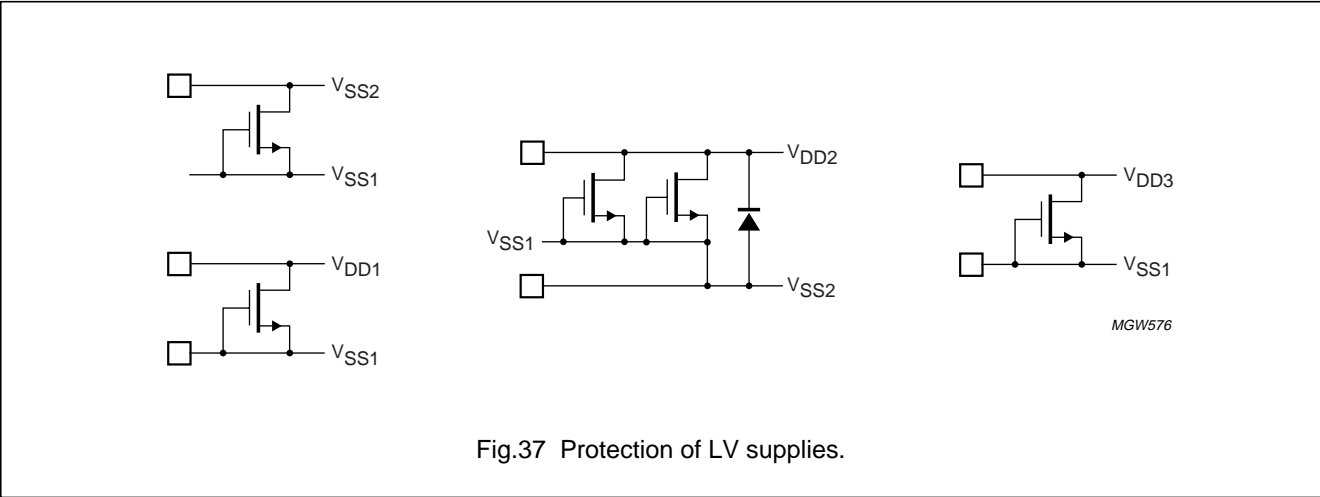 VSS2
VSS1
VDD1
VSS1
VDD2
VSS1
VSS2
VDD3
VSS1
MGW576
Fig.37 Protection of LV supplies.